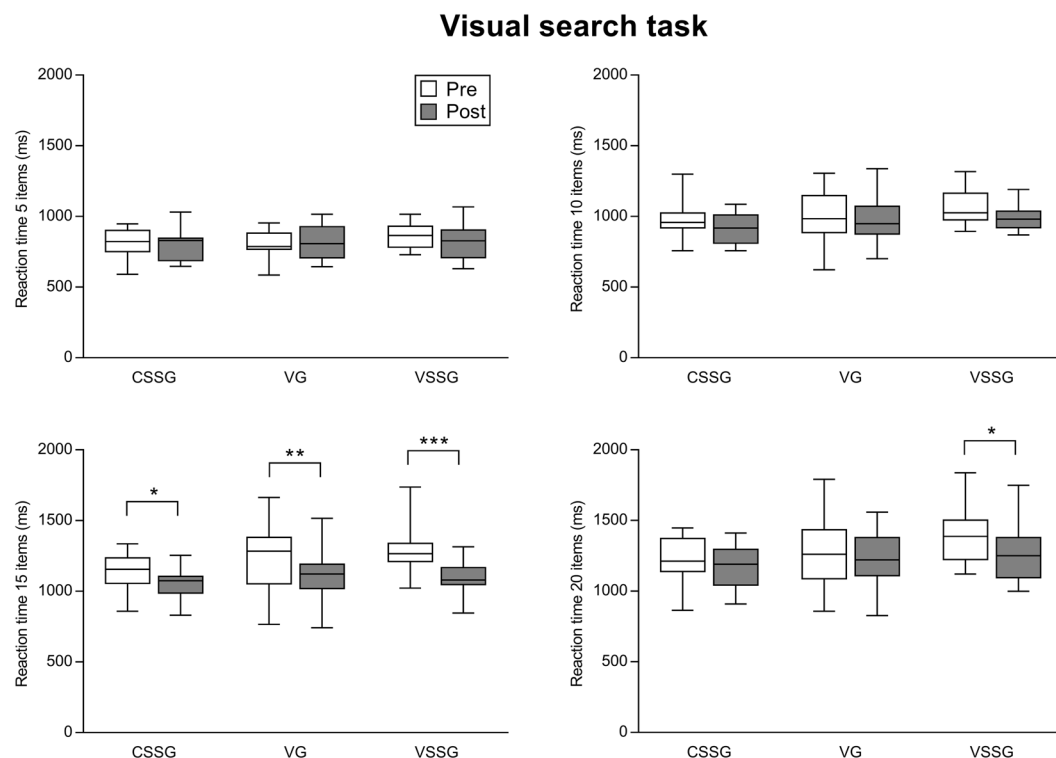 Visual search task
2000
1500
1000
500
0
Reaction time 5 items (ms)
Pre
Post
CSSG VG VSSG
2000
1500
1000
500
0
Reaction time 10 items (ms)
CSSG VG VSSG
2000
1500
1000
500
0
Reaction time 15 items (ms)
* ** ***
CSSG VG VSSG
2000
1500
1000
500
0
Reaction time 20 items (ms)
*
CSSG VG VSSG